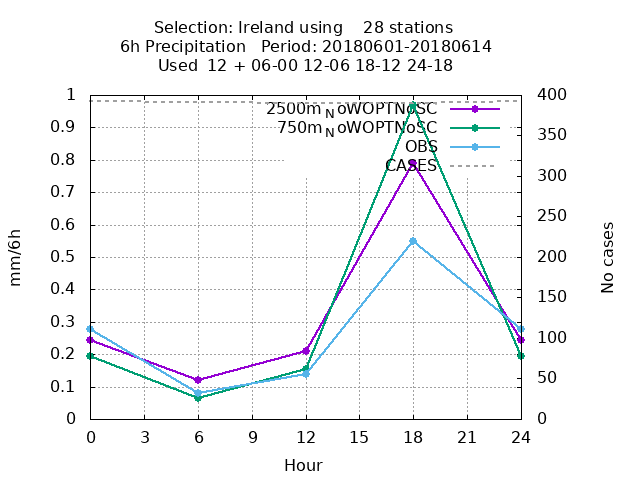 Selection: Ireland using 28 stations
6h Precipitation Period: 20180601-20180614
Used 12 + 06-00 12-06 18-12 24-18
2500m_NoWOPTNoSC
750m_NoWOPTNoSC
OBS
CASES
1
0.9
0.8
0.7
0.6
0.5
0.4
0.3
0.2
0.1
0
mm/6h
400
350
300
250
200
150
100
50
0
No cases
0 3 6 9 12 15 18 21 24
Hour